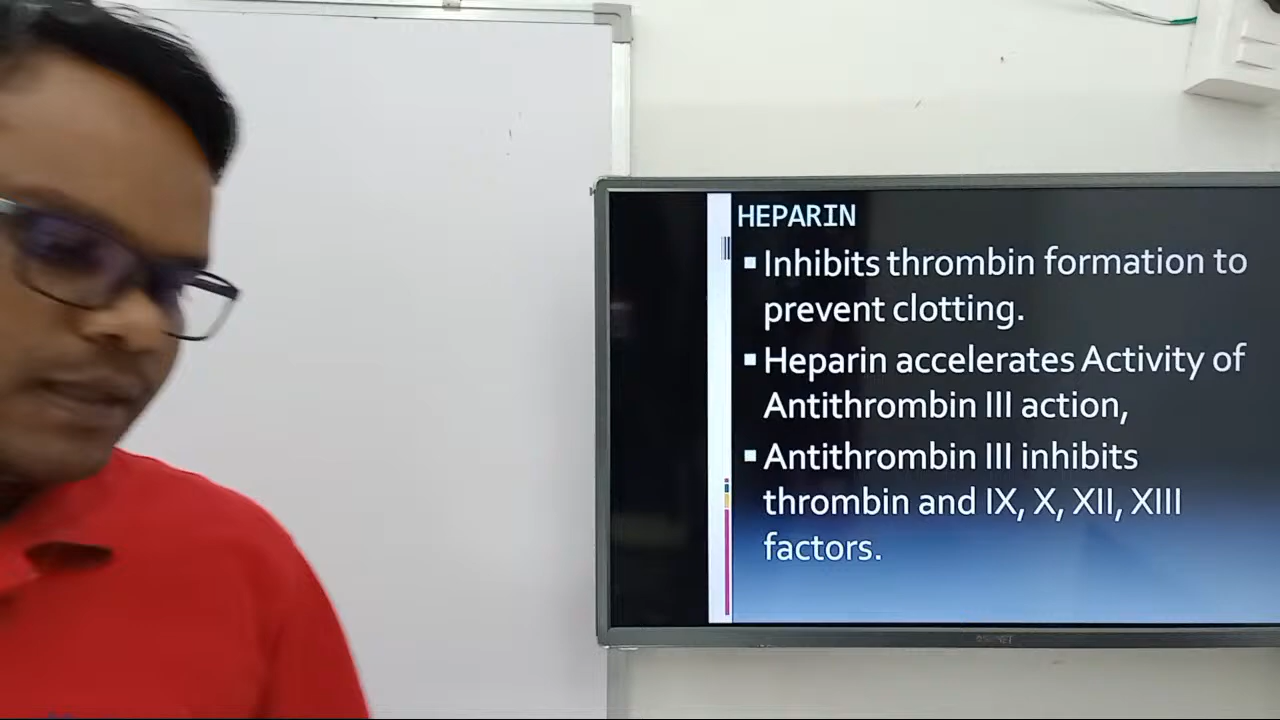 HEPARIN
Inhibits thrombin formation to
prevent clotting.
Heparin accelerates Activity of
Antithrombin III action,
Antithrombin III inhibits
thrombin and IX, X, XII, XIII
factors.